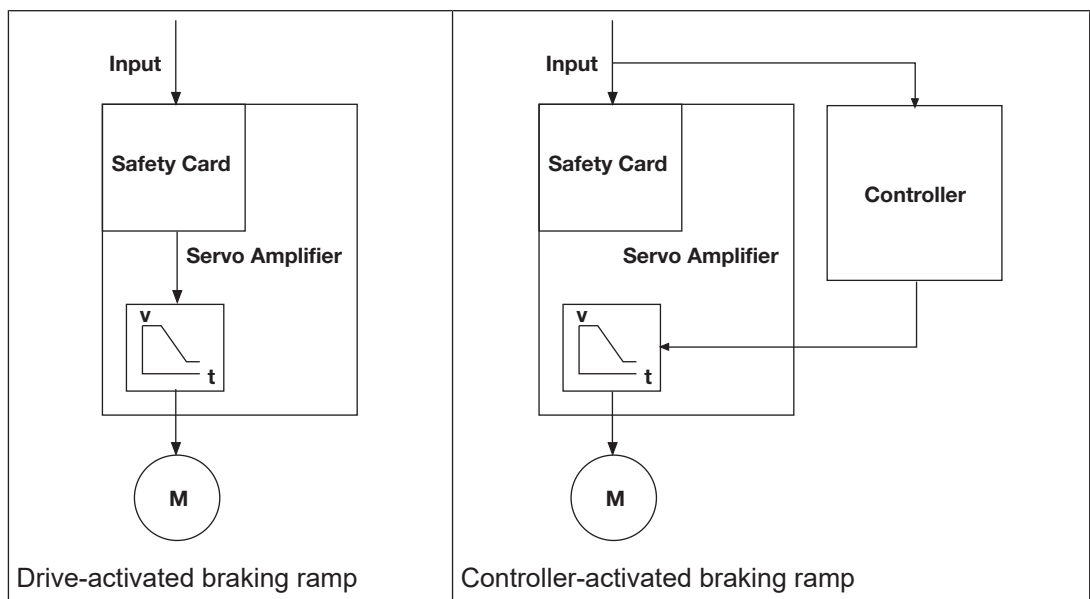 Input
Safety Card
Servo Amplifier
v
t
M
Drive-activated braking ramp
Input
Safety Card
Controller
Servo Amplifier
v
t
M
Controller-activated braking ramp